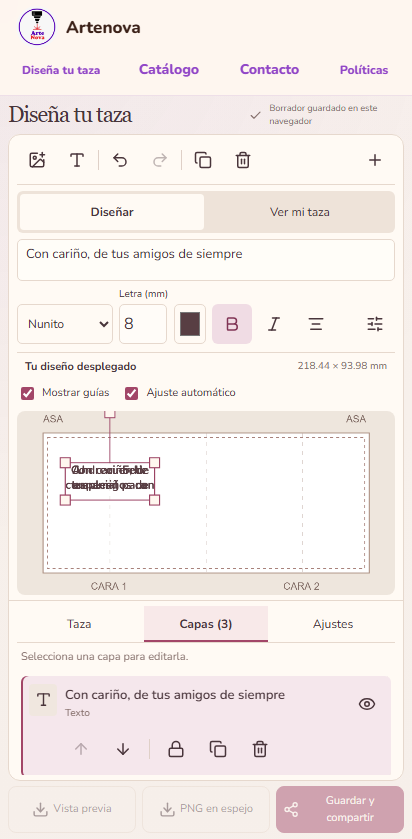 Arte
Nova
Artenova
Diseña tu taza
Catálogo
Contacto
Políticas
Diseña tu taza
Borrador guardado en este
navegador
Diseñar
Ver mi taza
Con cariño, de tus amigos de siempre
Letra (mm)
Nunito
8
B
I
Tu diseño desplegado
218.44 × 93.98 mm
Mostrar guías
Ajuste automático
ASA
ASA
CARA 1
CARA 2
Taza
Capas (3)
Ajustes
Selecciona una capa para editarla.
T
Con cariño, de tus amigos de siempre
Texto
Vista previa
PNG en espejo
Guardar y
compartir